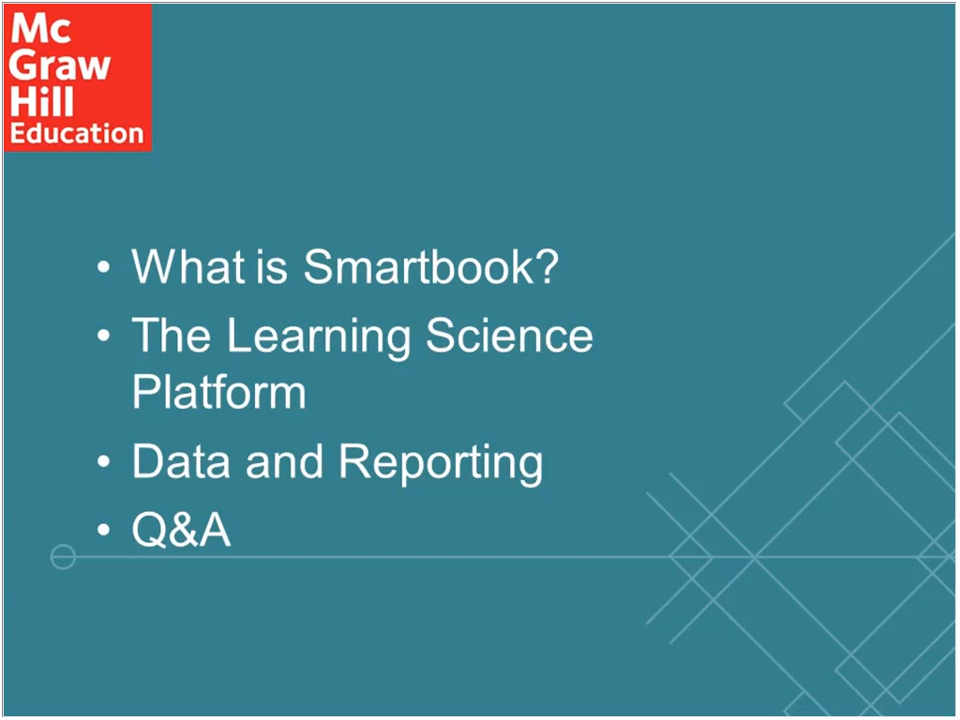 Mc
Graw
Hill
Education
• What is Smartbook?
• The Learning Science
Platform
• Data and Reporting
• Q&A